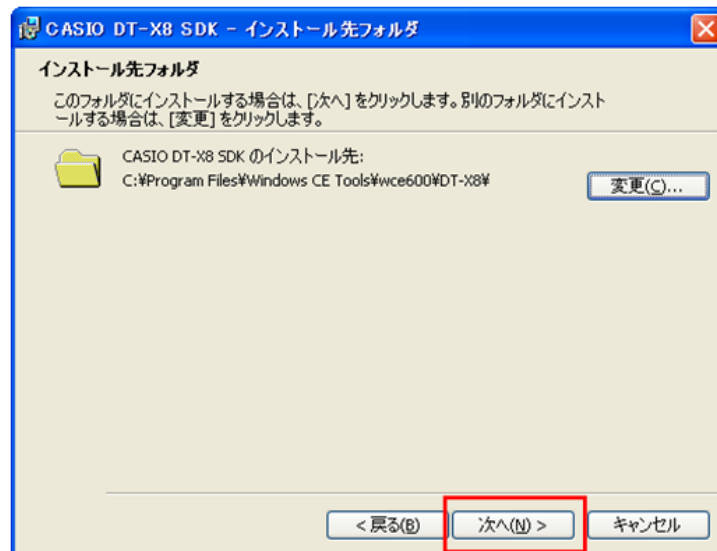 CASIO DT-X8 SDK - インストール先フォルダ
インストール先フォルダ
このフォルダにインストールする場合は、[次へ]をクリックします。別のフォルダにインスト
ールする場合は、[変更]をクリックします。
CASIO DT-X8 SDK のインストール先:
C:¥Program Files¥Windows CE Tools¥wce600¥DT-X8¥
変更(C)...
< 戻る(B)
次へ(N) >
キャンセル